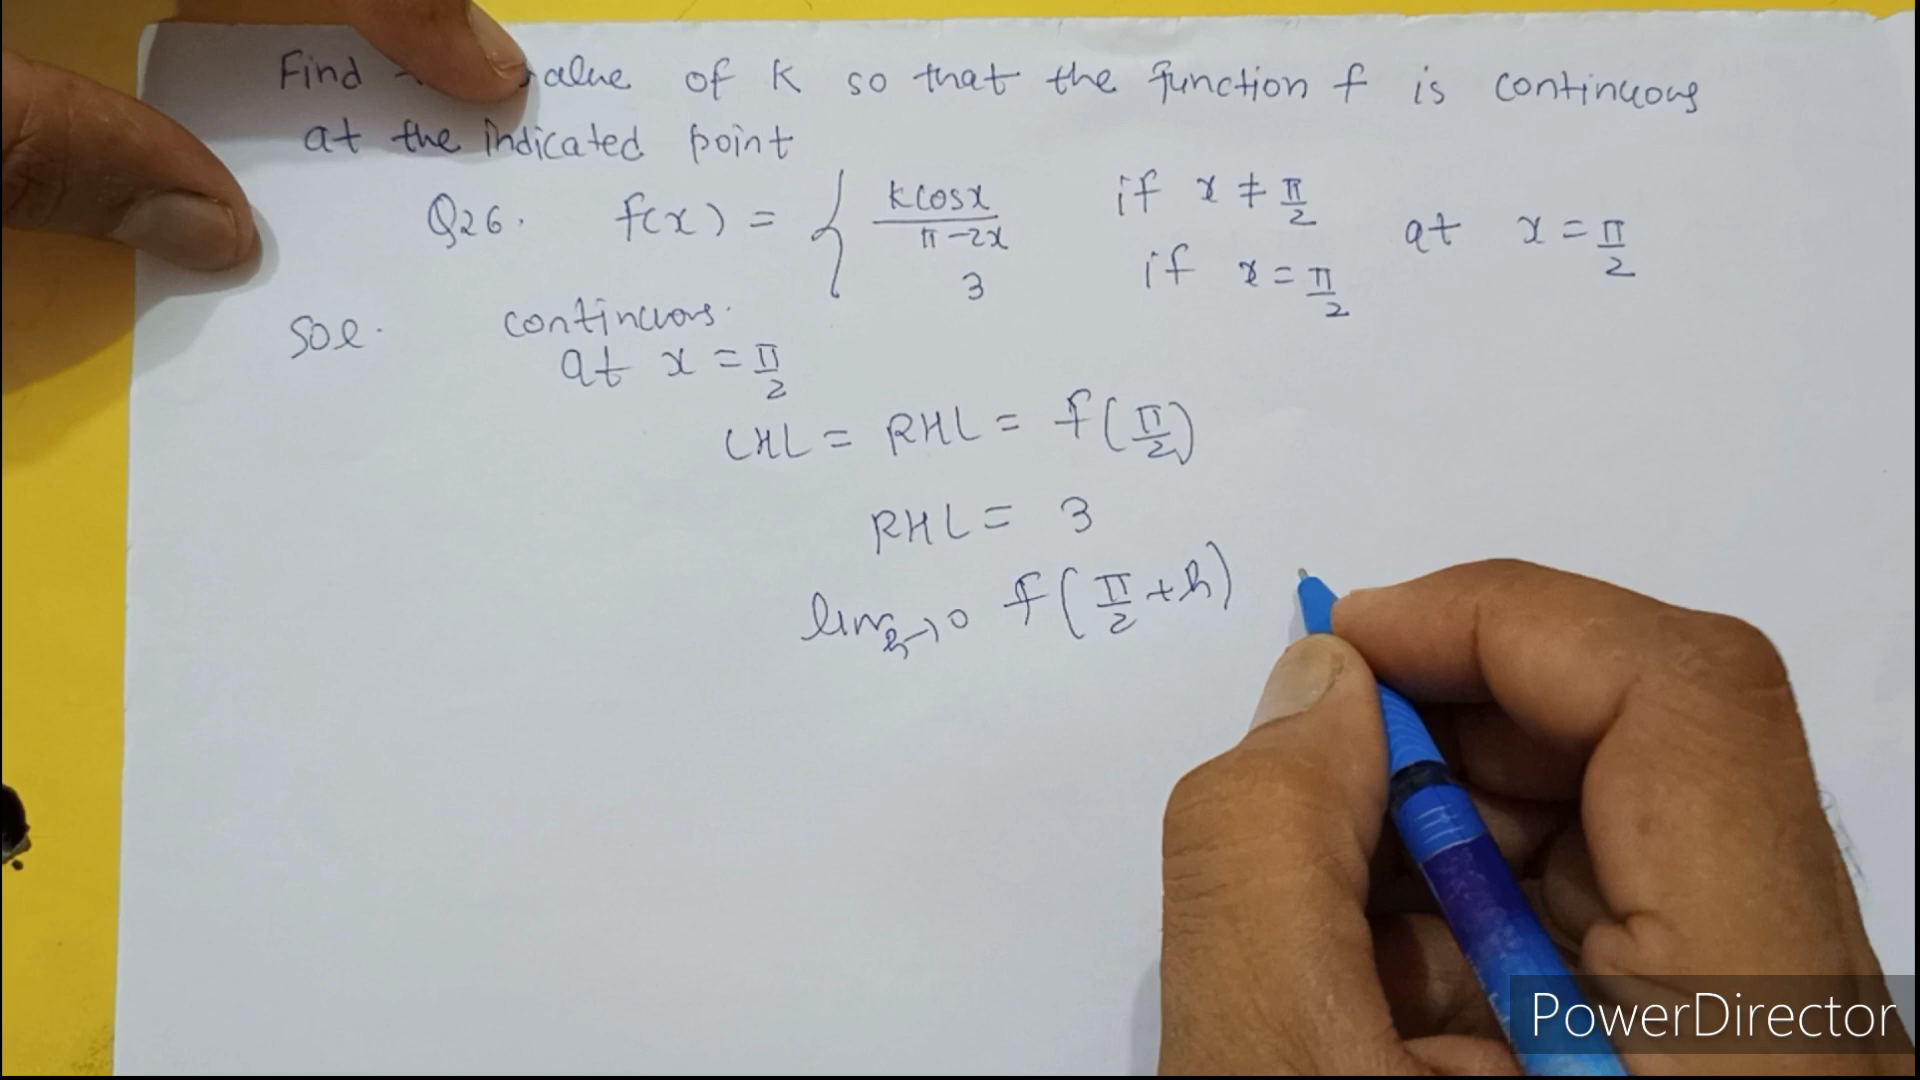 Find value of K so that the function f is continuous
at the indicated point
Q26. f(x) = { kcosx / π-2x if x ≠ π/2
3 if x = π/2 at x = π/2
Sol. continuous.
at x = π/2
LHL = RHL = f(π/2)
RHL = 3
lim h→0 f(π/2 + h)
PowerDirector